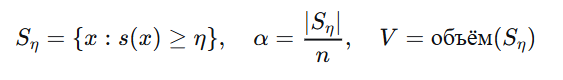 S_η = {x : s(x) ≥ η}, α = |S_η| / n, V = объём(S_η)